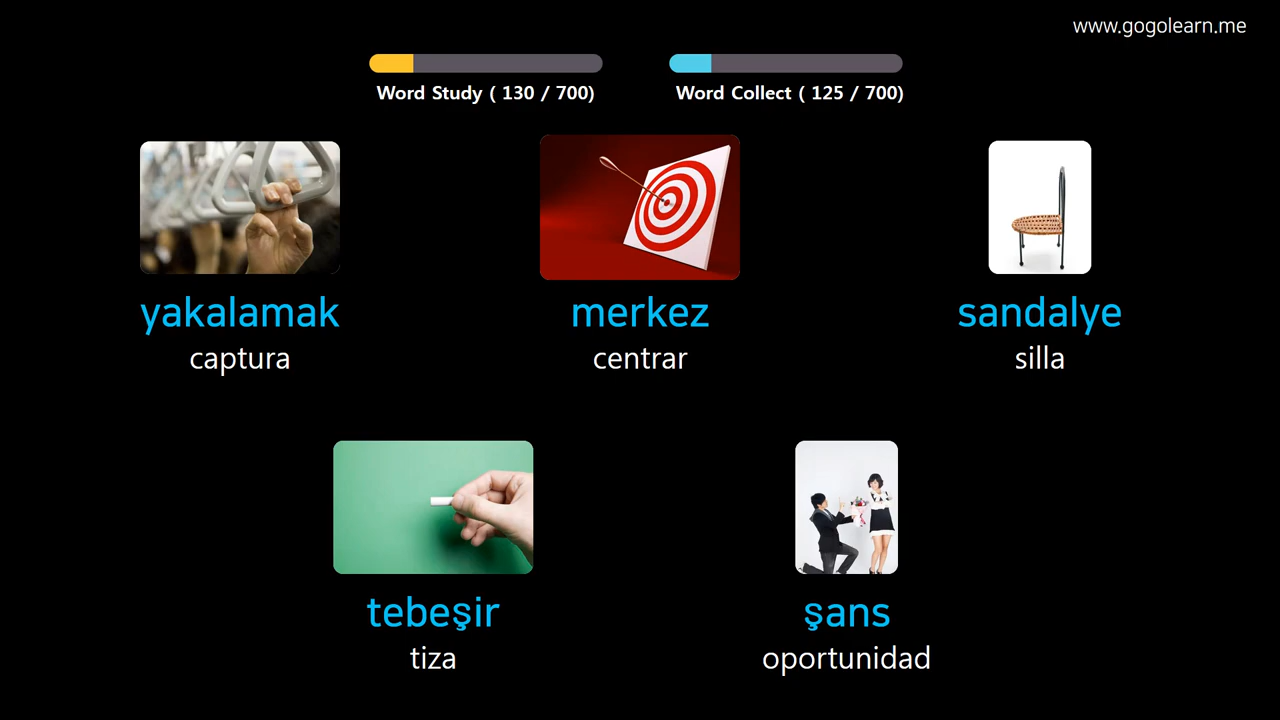 www.gogolearn.me
Word Study ( 130 / 700)
Word Collect ( 125 / 700)
yakalamak
captura
merkez
centrar
sandalye
silla
tebeşir
tiza
şans
oportunidad